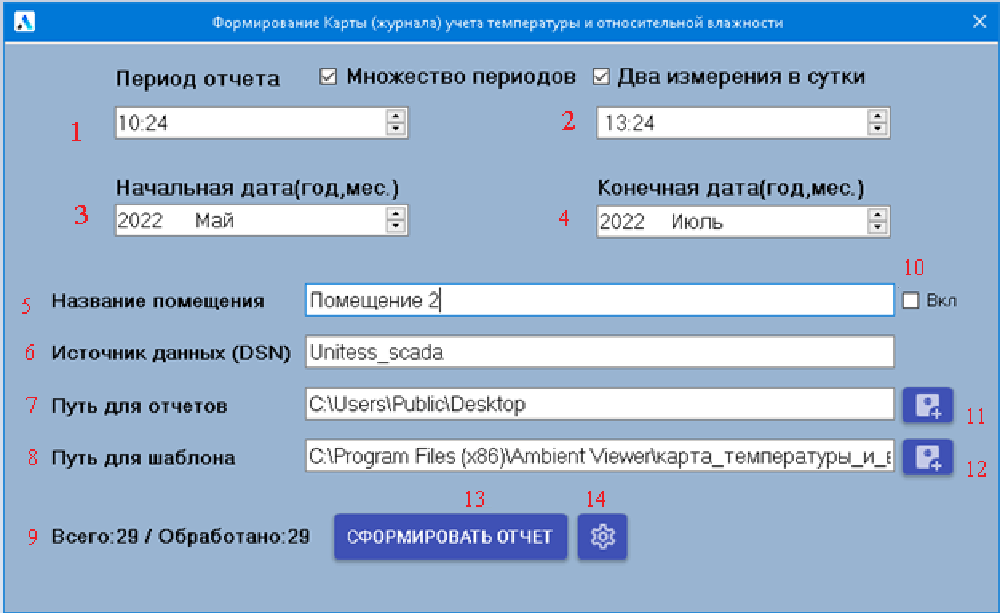 Формирование Карты (журнала) учета температуры и относительной влажности
Период отчета Множество периодов Два измерения в сутки
1 10:24 2 13:24
Начальная дата(год,мес.) Конечная дата(год,мес.)
3 2022 Май 4 2022 Июль
10
5 Название помещения Помещение 2 Вкл
6 Источник данных (DSN) Unitess_scada
7 Путь для отчетов C:\Users\Public\Desktop 11
8 Путь для шаблона C:\Program Files (x86)\Ambient Viewer\карта_температуры_и_в 12
13 14
9 Всего:29 / Обработано:29 СФОРМИРОВАТЬ ОТЧЕТ